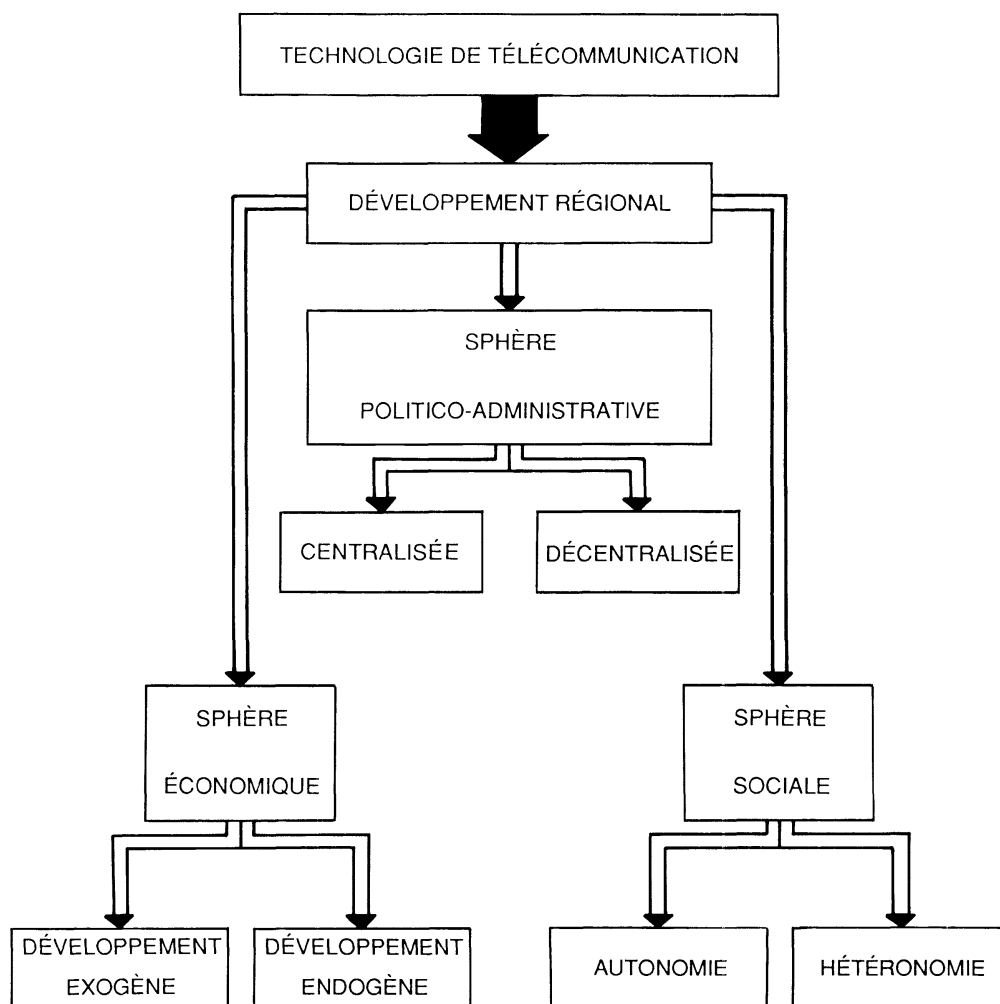 TECHNOLOGIE DE TÉLÉCOMMUNICATION
DÉVELOPPEMENT RÉGIONAL
SPHÈRE
POLITICO-ADMINISTRATIVE
CENTRALISÉE
DÉCENTRALISÉE
SPHÈRE
ÉCONOMIQUE
SPHÈRE
SOCIALE
DÉVELOPPEMENT
EXOGÈNE
DÉVELOPPEMENT
ENDOGÈNE
AUTONOMIE
HÉTÉRONOMIE